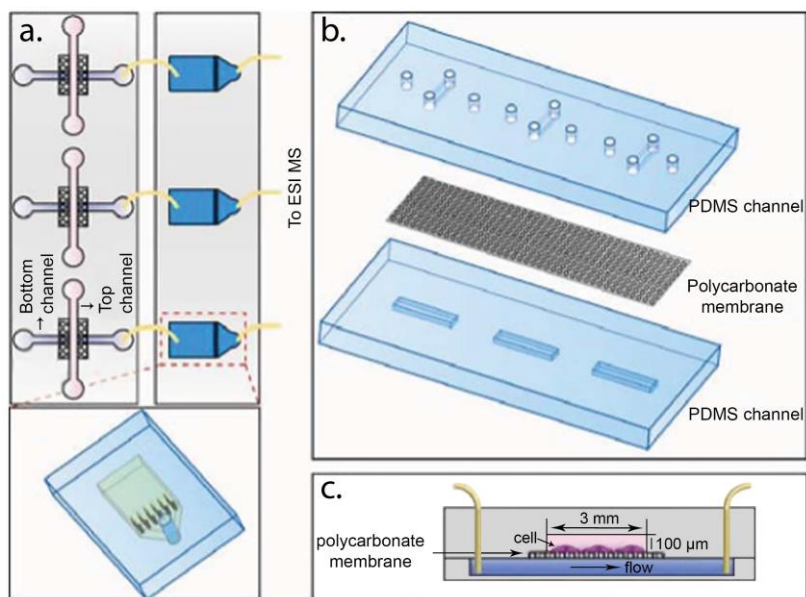 a.
To ESI MS
Bottom
channel
→
↓
Top
channel
b.
PDMS channel
Polycarbonate
membrane
PDMS channel
c.
3 mm
cell
100 μm
polycarbonate
membrane
flow